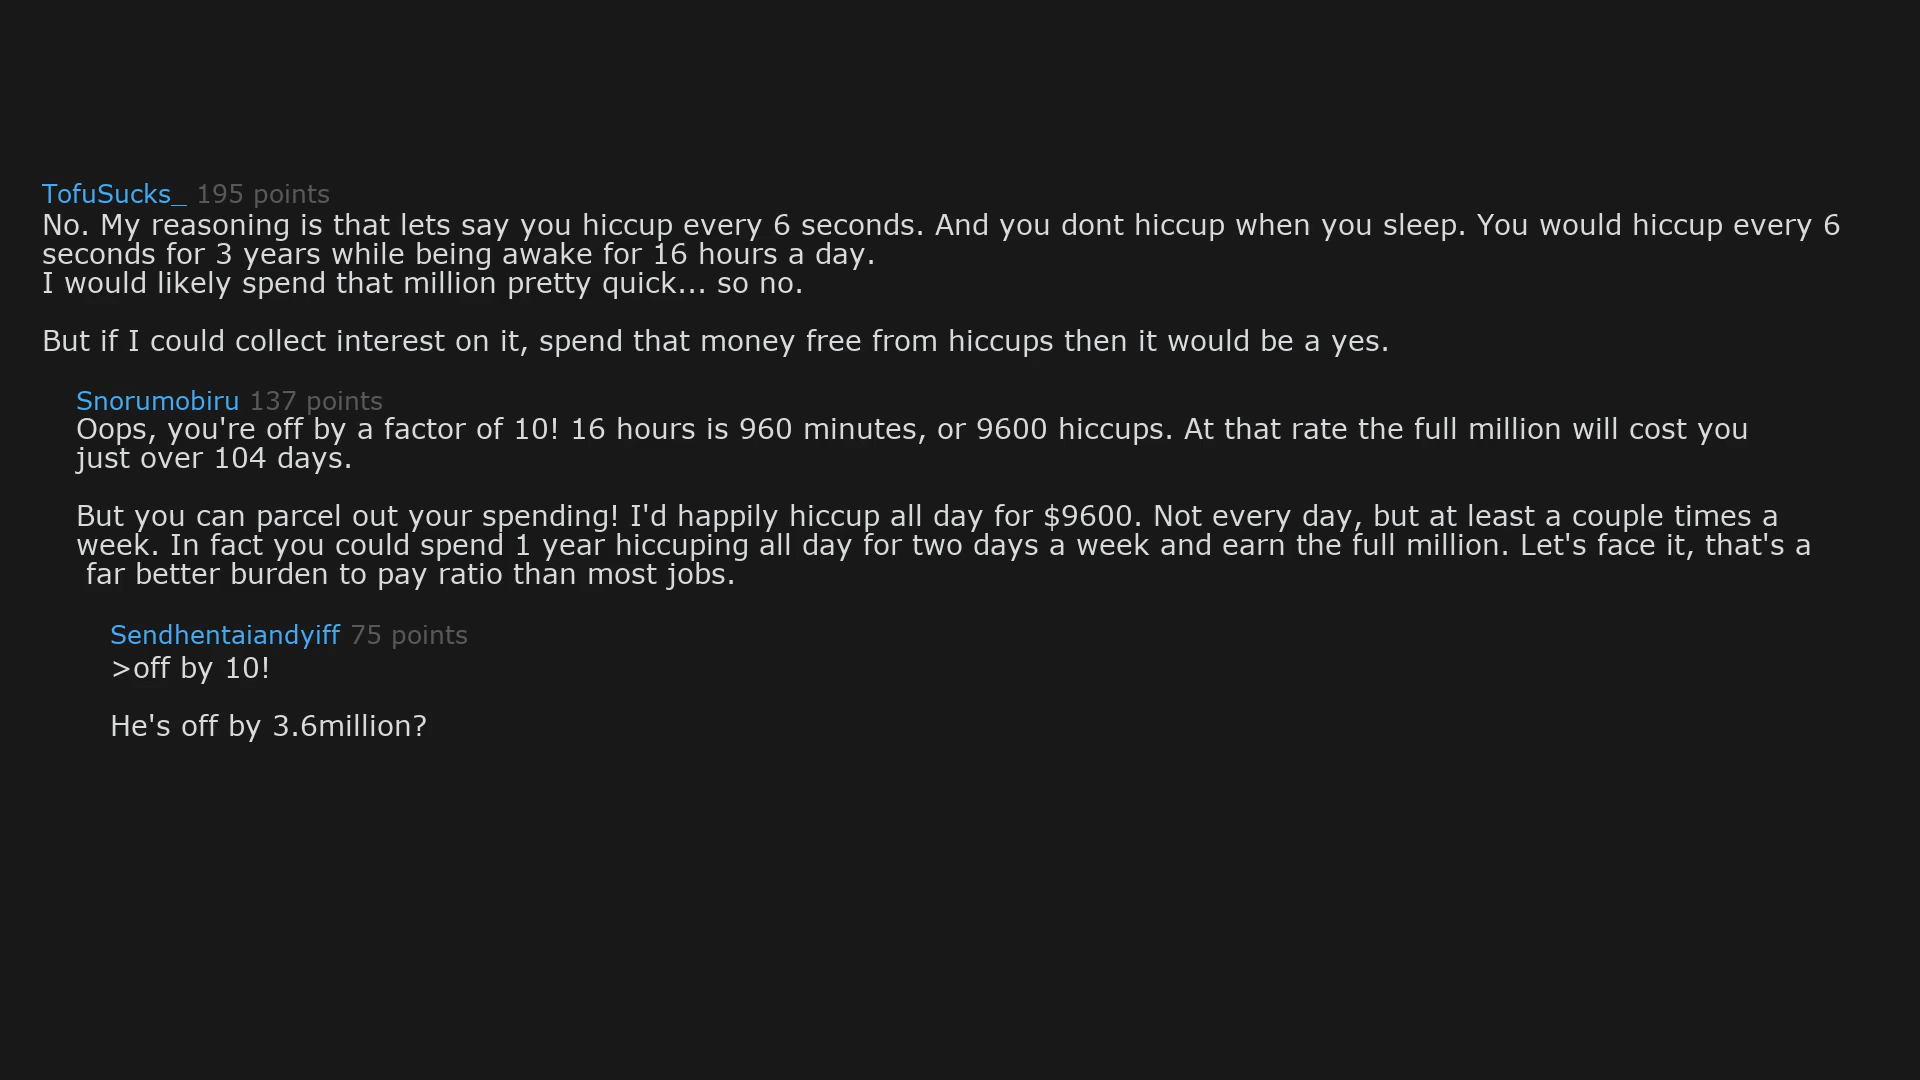 TofuSucks_ 195 points
No. My reasoning is that lets say you hiccup every 6 seconds. And you dont hiccup when you sleep. You would hiccup every 6
seconds for 3 years while being awake for 16 hours a day.
I would likely spend that million pretty quick... so no.
But if I could collect interest on it, spend that money free from hiccups then it would be a yes.
Snorumobiru 137 points
Oops, you're off by a factor of 10! 16 hours is 960 minutes, or 9600 hiccups. At that rate the full million will cost you
just over 104 days.
But you can parcel out your spending! I'd happily hiccup all day for $9600. Not every day, but at least a couple times a
week. In fact you could spend 1 year hiccuping all day for two days a week and earn the full million. Let's face it, that's a
far better burden to pay ratio than most jobs.
Sendhentaiandyiff 75 points
>off by 10!
He's off by 3.6million?